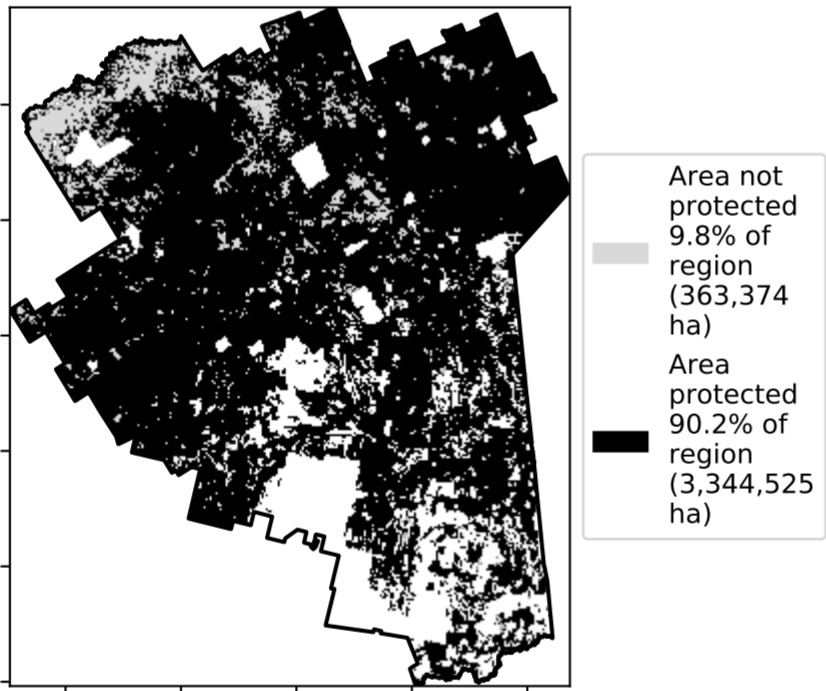 Area not
protected
9.8% of
region
(363,374
ha)
Area
protected
90.2% of
region
(3,344,525
ha)